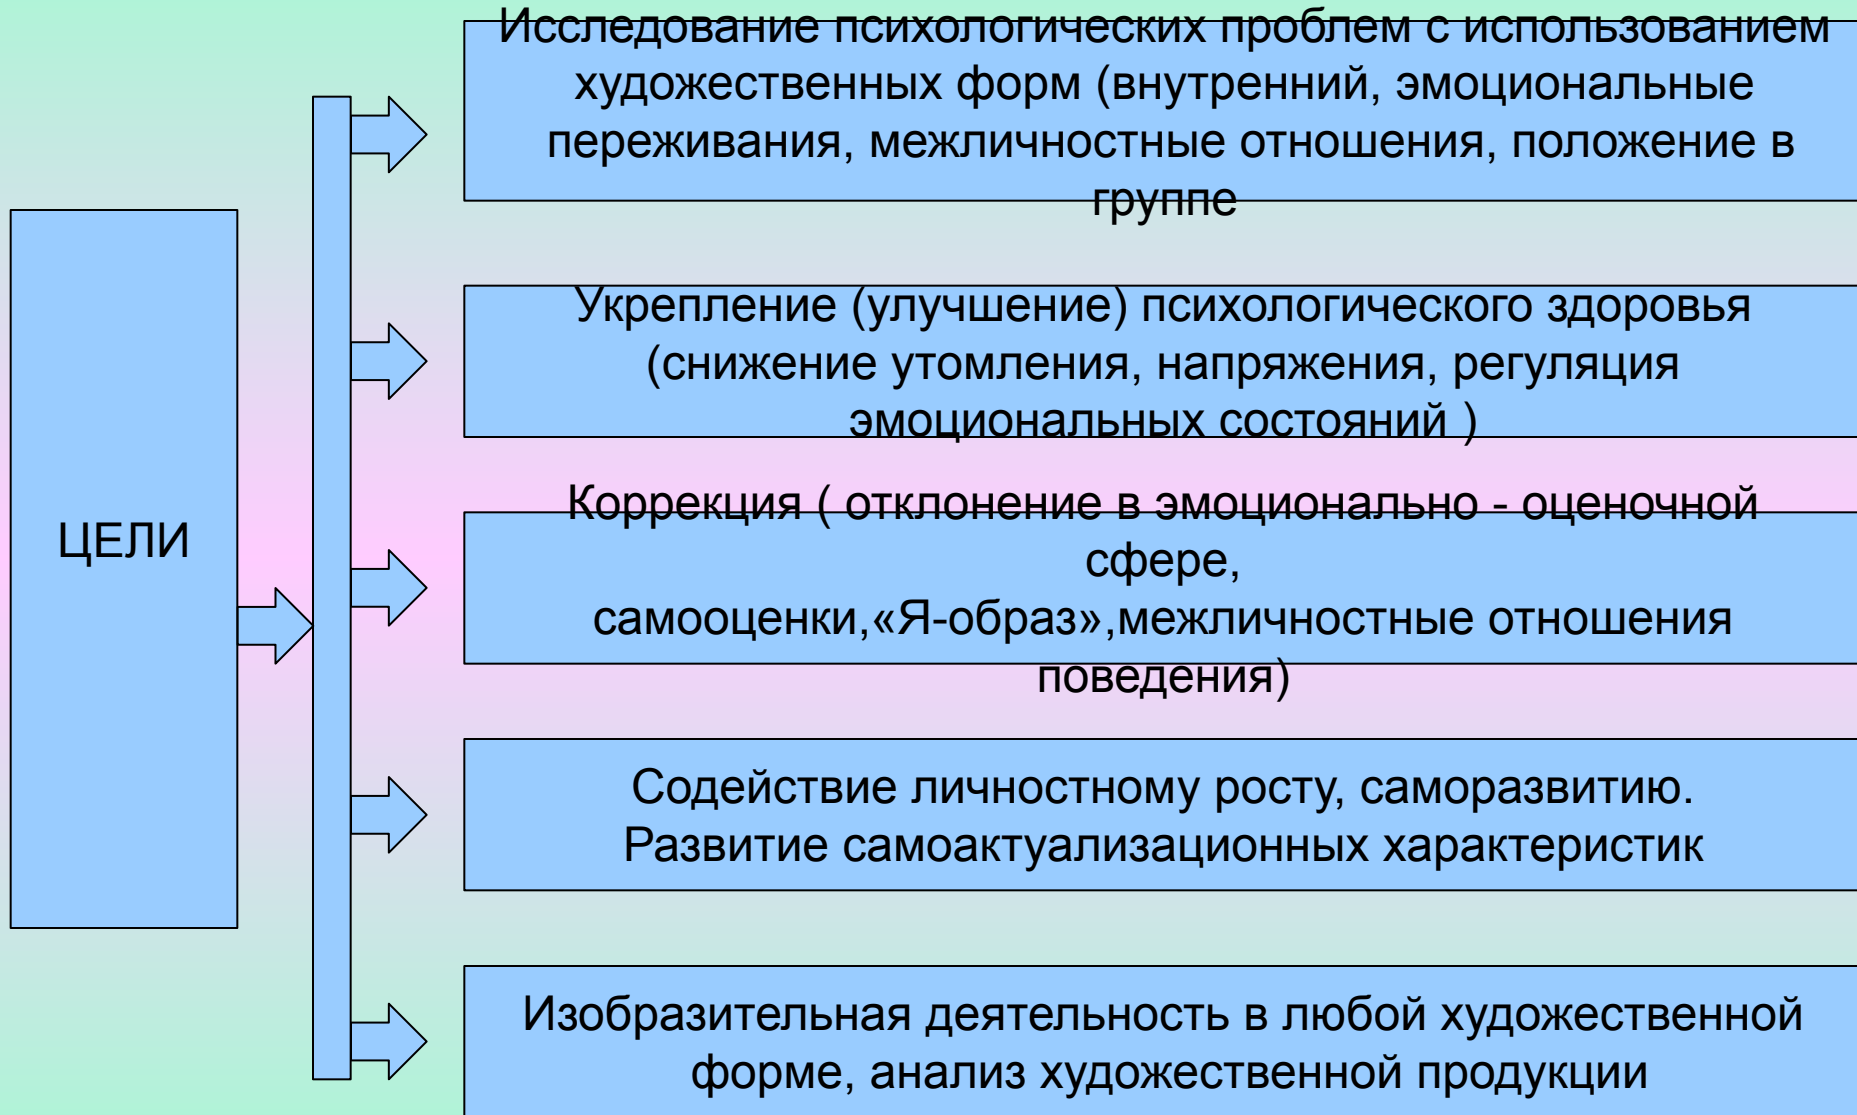 ЦЕЛИ
Исследование психологических проблем с использованием
художественных форм (внутренний, эмоциональные
переживания, межличностные отношения, положение в
группе
Укрепление (улучшение) психологического здоровья
(снижение утомления, напряжения, регуляция
эмоциональных состояний )
Коррекция ( отклонение в эмоционально - оценочной
сфере,
самооценки,«Я-образ»,межличностные отношения
поведения)
Содействие личностному росту, саморазвитию.
Развитие самоактуализационных характеристик
Изобразительная деятельность в любой художественной
форме, анализ художественной продукции